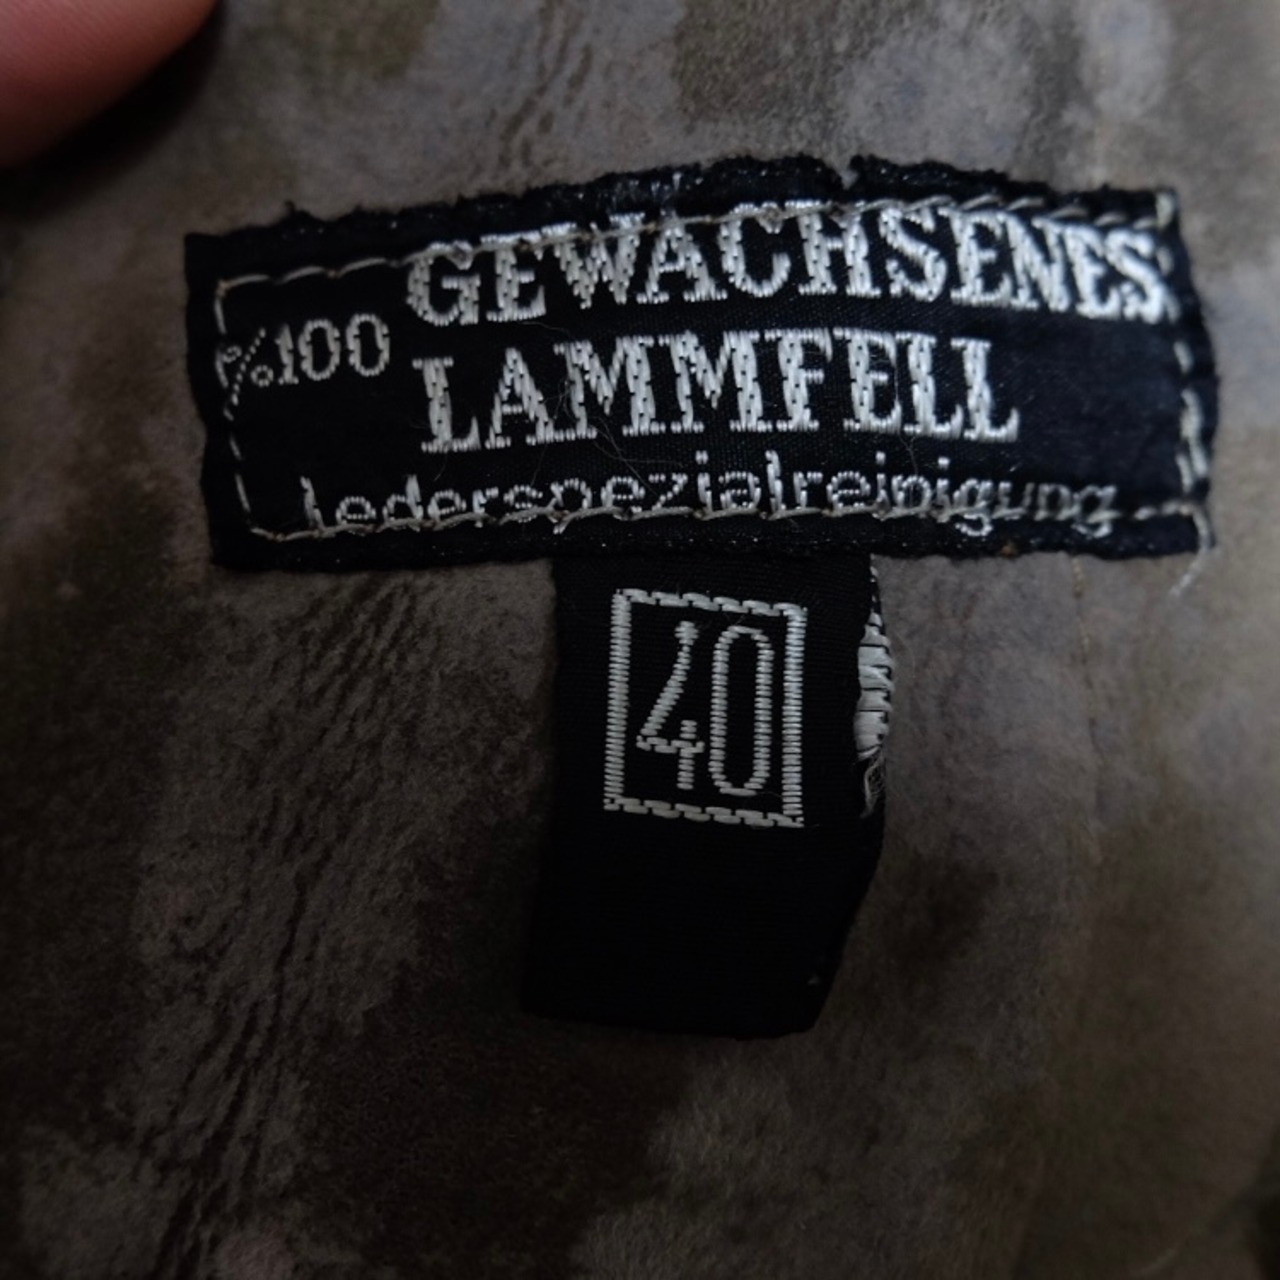 GEWACHSENES
%100
LAMMFELL
Lederspezialreinigung
40